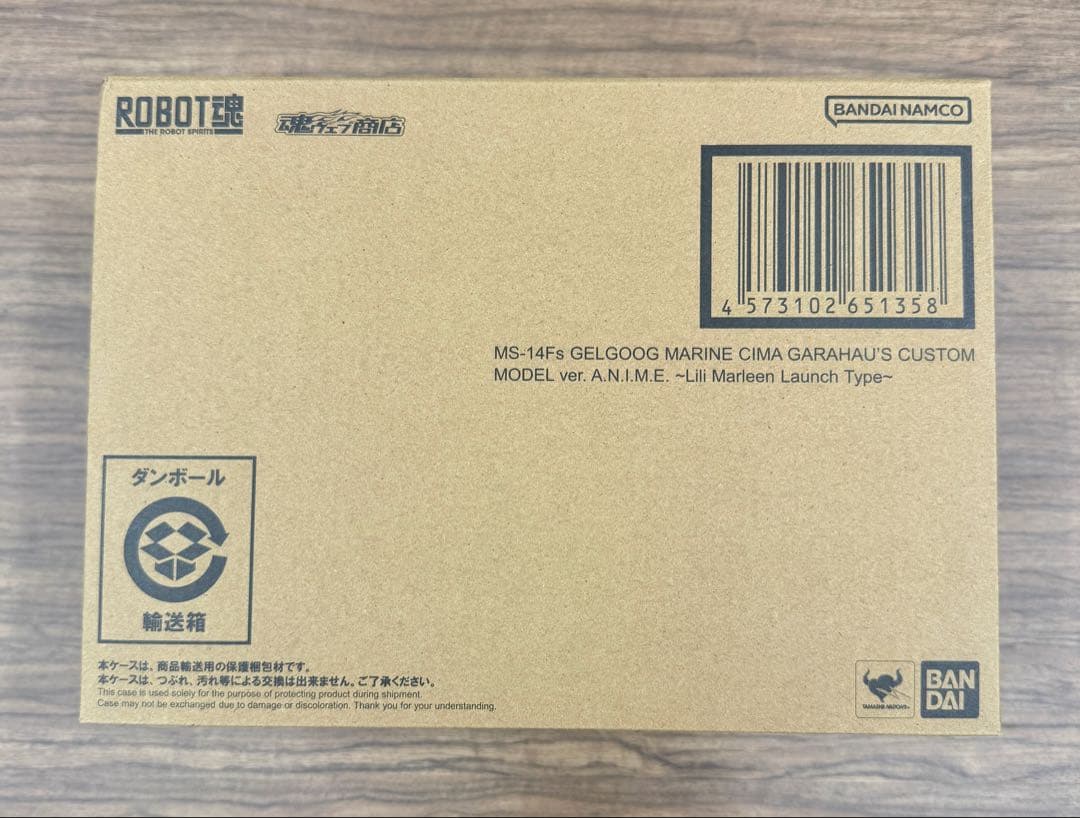 ROBOT魂
THE ROBOT SPIRITS
魂ウェブ商店
BANDAI NAMCO
4 573102 651358
MS-14Fs GELGOOG MARINE CIMA GARAHAU'S CUSTOM
MODEL ver. A.N.I.M.E. ~Lili Marleen Launch Type~
ダンボール
輸送箱
本ケースは、商品輸送用の保護梱包材です。
本ケースは、つぶれ、汚れ等による交換は出来ません。ご了承ください。
This case is used solely for the purpose of protecting product during shipment.
Case may not be exchanged due to damage or discoloration. Thank you for your understanding.
TAMASHII NATIONS
BAN
DAI